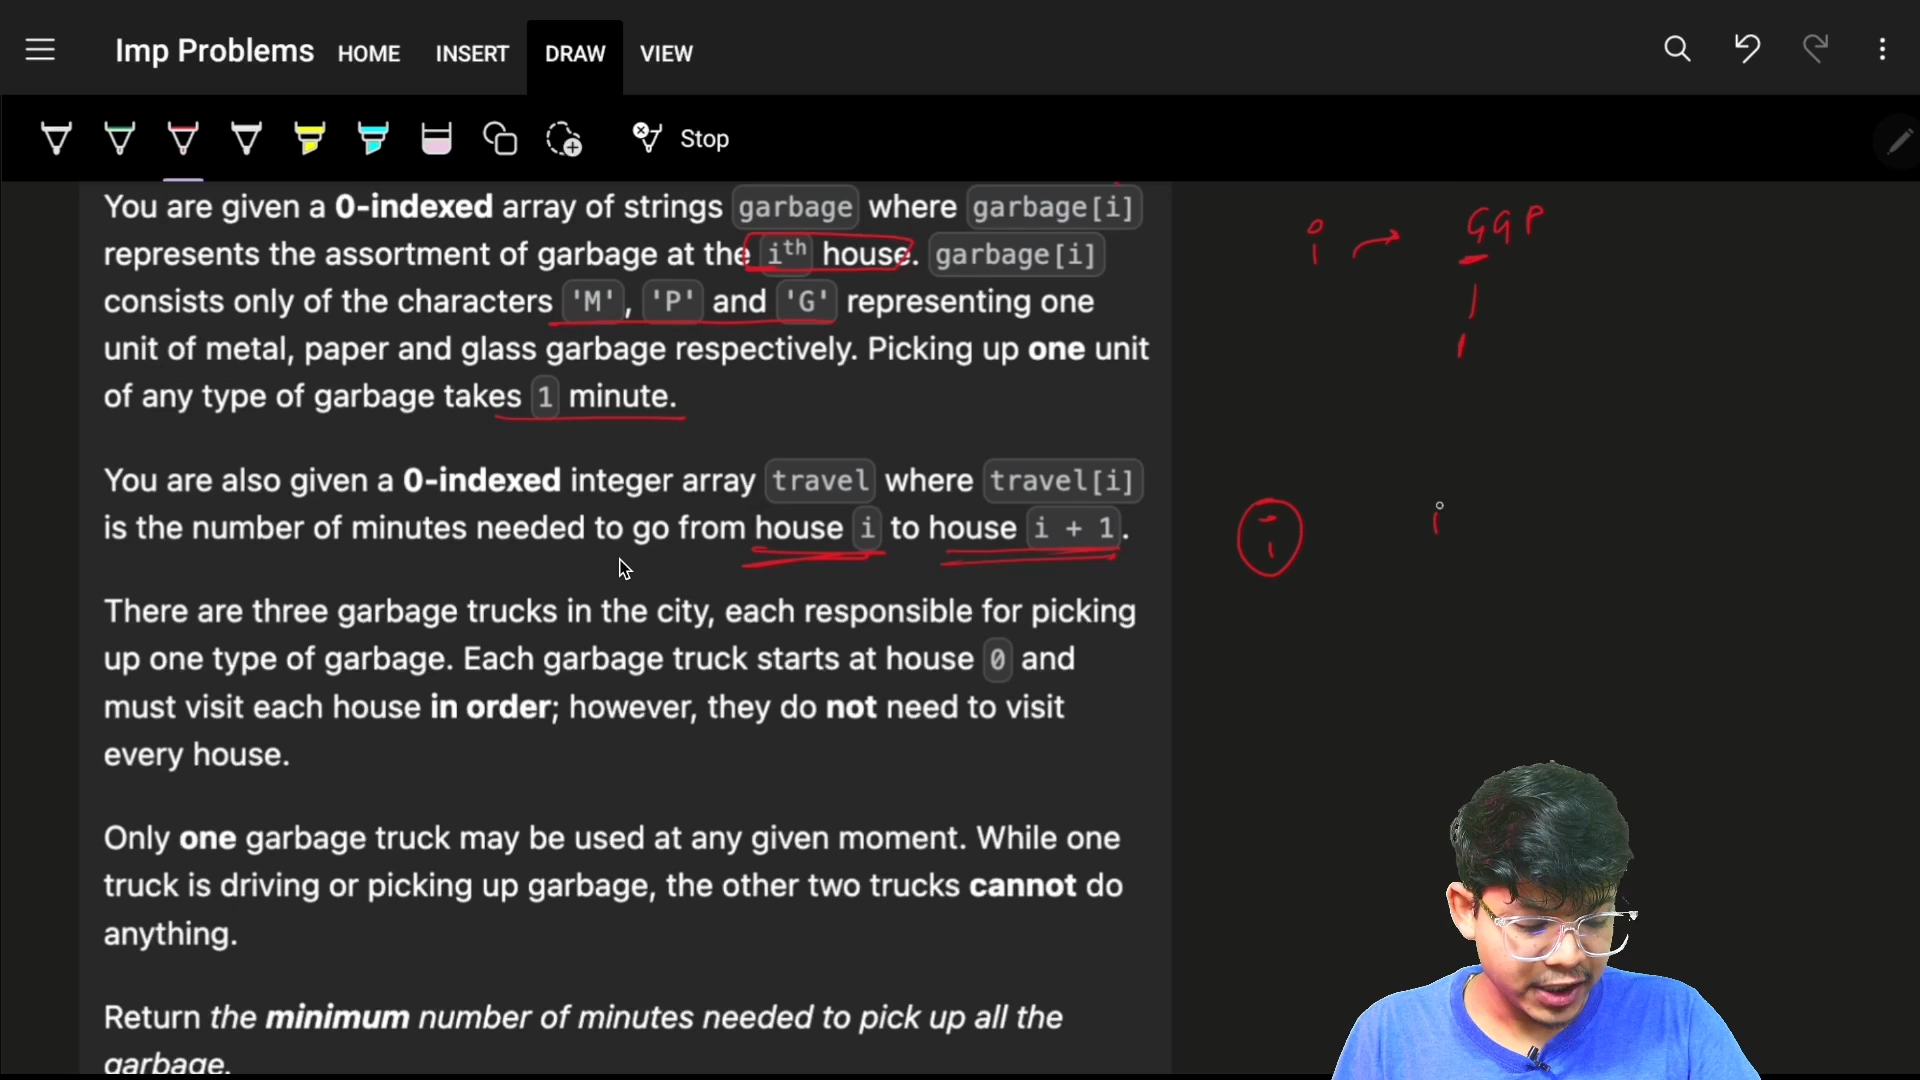 Imp Problems HOME INSERT DRAW VIEW
Stop
You are given a 0-indexed array of strings garbage where garbage[i]
represents the assortment of garbage at the ith house. garbage[i]
consists only of the characters 'M', 'P' and 'G' representing one
unit of metal, paper and glass garbage respectively. Picking up one unit
of any type of garbage takes 1 minute.
You are also given a 0-indexed integer array travel where travel[i]
is the number of minutes needed to go from house i to house i + 1.
There are three garbage trucks in the city, each responsible for picking
up one type of garbage. Each garbage truck starts at house 0 and
must visit each house in order; however, they do not need to visit
every house.
Only one garbage truck may be used at any given moment. While one
truck is driving or picking up garbage, the other two trucks cannot do
anything.
Return the minimum number of minutes needed to pick up all the
garbage.
i → GGP
i i